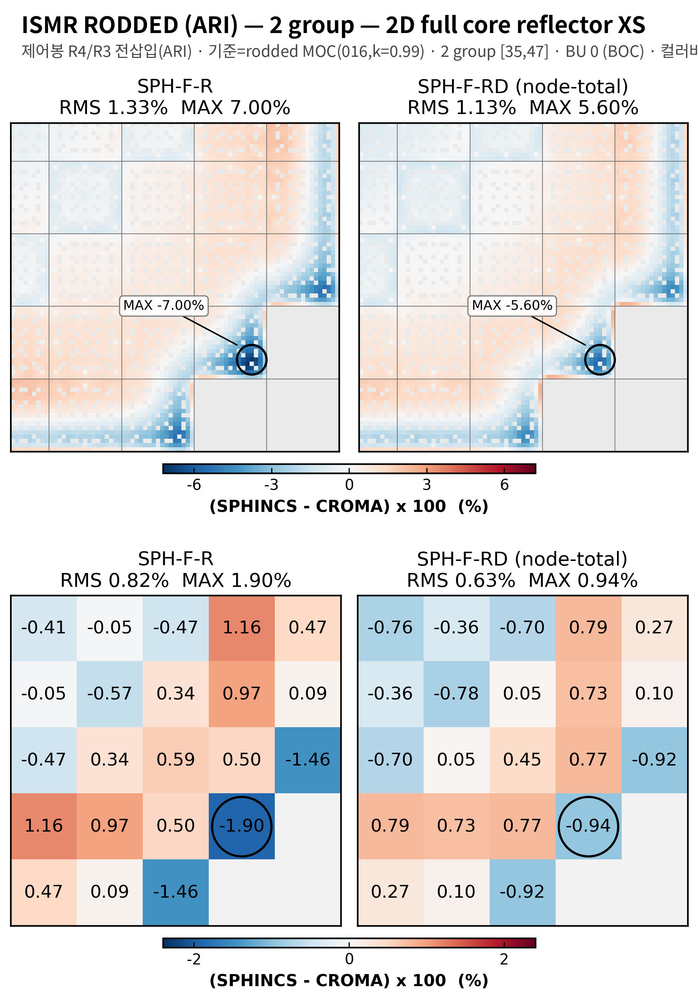 ISMR RODDED (ARI) — 2 group — 2D full core reflector XS
제어봉 R4/R3 전삽입(ARI) · 기준=rodded MOC(016,k=0.99) · 2 group [35,47] · BU 0 (BOC) ·
SPH-F-R
RMS 1.33% MAX 7.00%
SPH-F-RD (node-total)
RMS 1.13% MAX 5.60%
MAX -7.00%
MAX -5.60%
-6 -3 0 3 6
(SPHINCS - CROMA) x 100 (%)
SPH-F-R
RMS 0.82% MAX 1.90%
SPH-F-RD (node-total)
RMS 0.63% MAX 0.94%
-0.41 -0.05 -0.47 1.16 0.47
-0.05 -0.57 0.34 0.97 0.09
-0.47 0.34 0.59 0.50 -1.46
1.16 0.97 0.50 -1.90
0.47 0.09 -1.46
-0.76 -0.36 -0.70 0.79 0.27
-0.36 -0.78 0.05 0.73 0.10
-0.70 0.05 0.45 0.77 -0.92
0.79 0.73 0.77 -0.94
0.27 0.10 -0.92
-2 0 2
(SPHINCS - CROMA) x 100 (%)